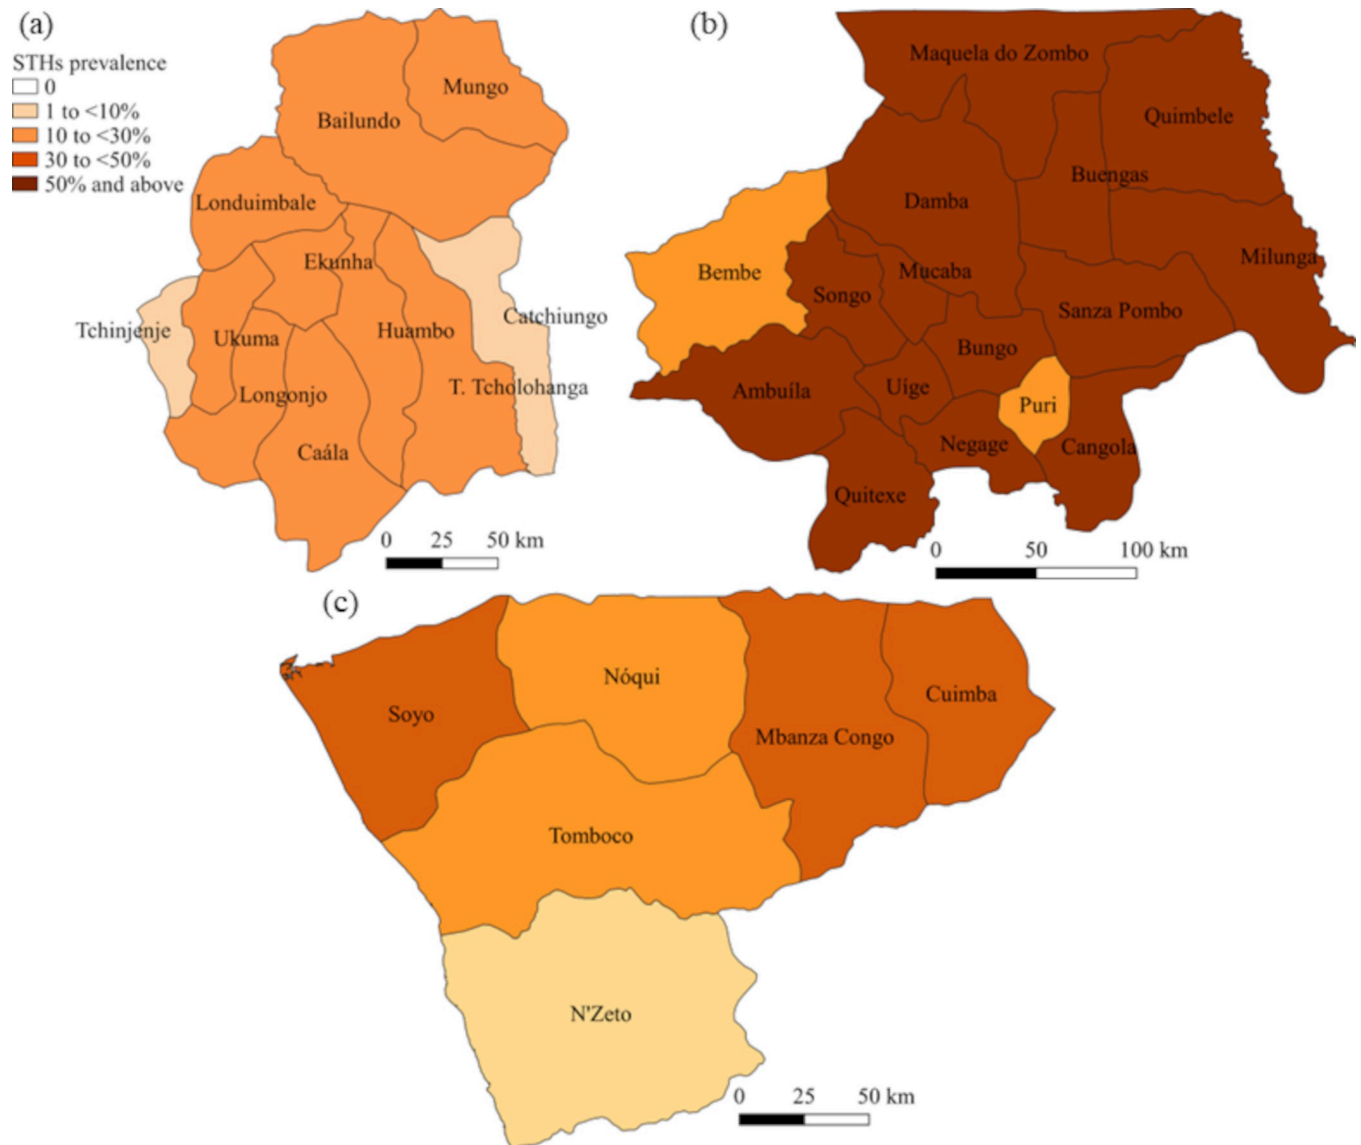 (a)
STHs prevalence
0
1 to <10%
10 to <30%
30 to <50%
50% and above
Mungo
Bailundo
Londuimbale
Ekunha
Tchinjenje
Ukuma
Huambo
Catchiungo
Longonjo
T. Tcholohanga
Caála
0 25 50 km
(b)
Maquela do Zombo
Quimbele
Buengas
Damba
Bembe
Mucaba
Milunga
Songo
Sanza Pombo
Bungo
Ambuíla
Uíge
Puri
Negage
Cangola
Quitexe
0 50 100 km
(c)
Nóqui
Cuimba
Soyo
Mbanza Congo
Tomboco
N'Zeto
0 25 50 km